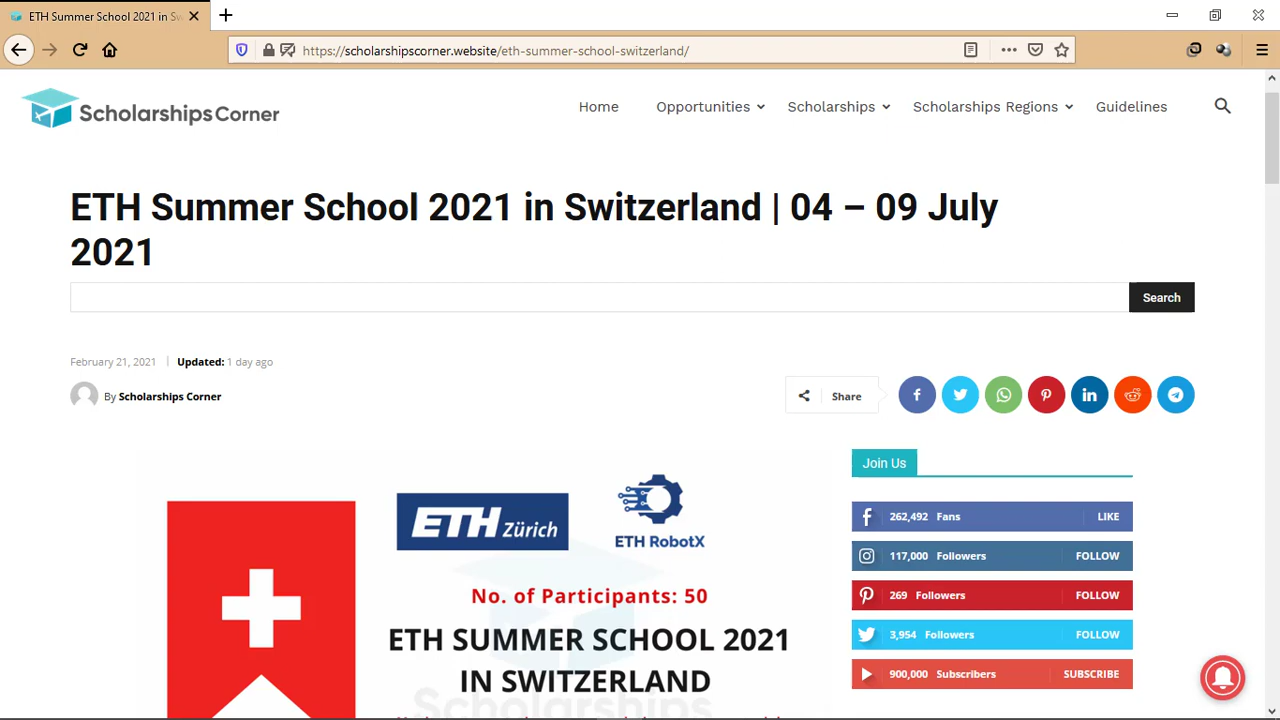 ETH Summer School 2021 in Sw
https://scholarshipscorner.website/eth-summer-school-switzerland/
Scholarships Corner
Home Opportunities Scholarships Scholarships Regions Guidelines
ETH Summer School 2021 in Switzerland | 04 – 09 July
2021
Search
February 21, 2021 Updated: 1 day ago
By Scholarships Corner
Share
Join Us
262,492 Fans LIKE
117,000 Followers FOLLOW
269 Followers FOLLOW
3,954 Followers FOLLOW
900,000 Subscribers SUBSCRIBE
ETH Zürich
ETH RobotX
No. of Participants: 50
ETH SUMMER SCHOOL 2021
IN SWITZERLAND
Scholarships